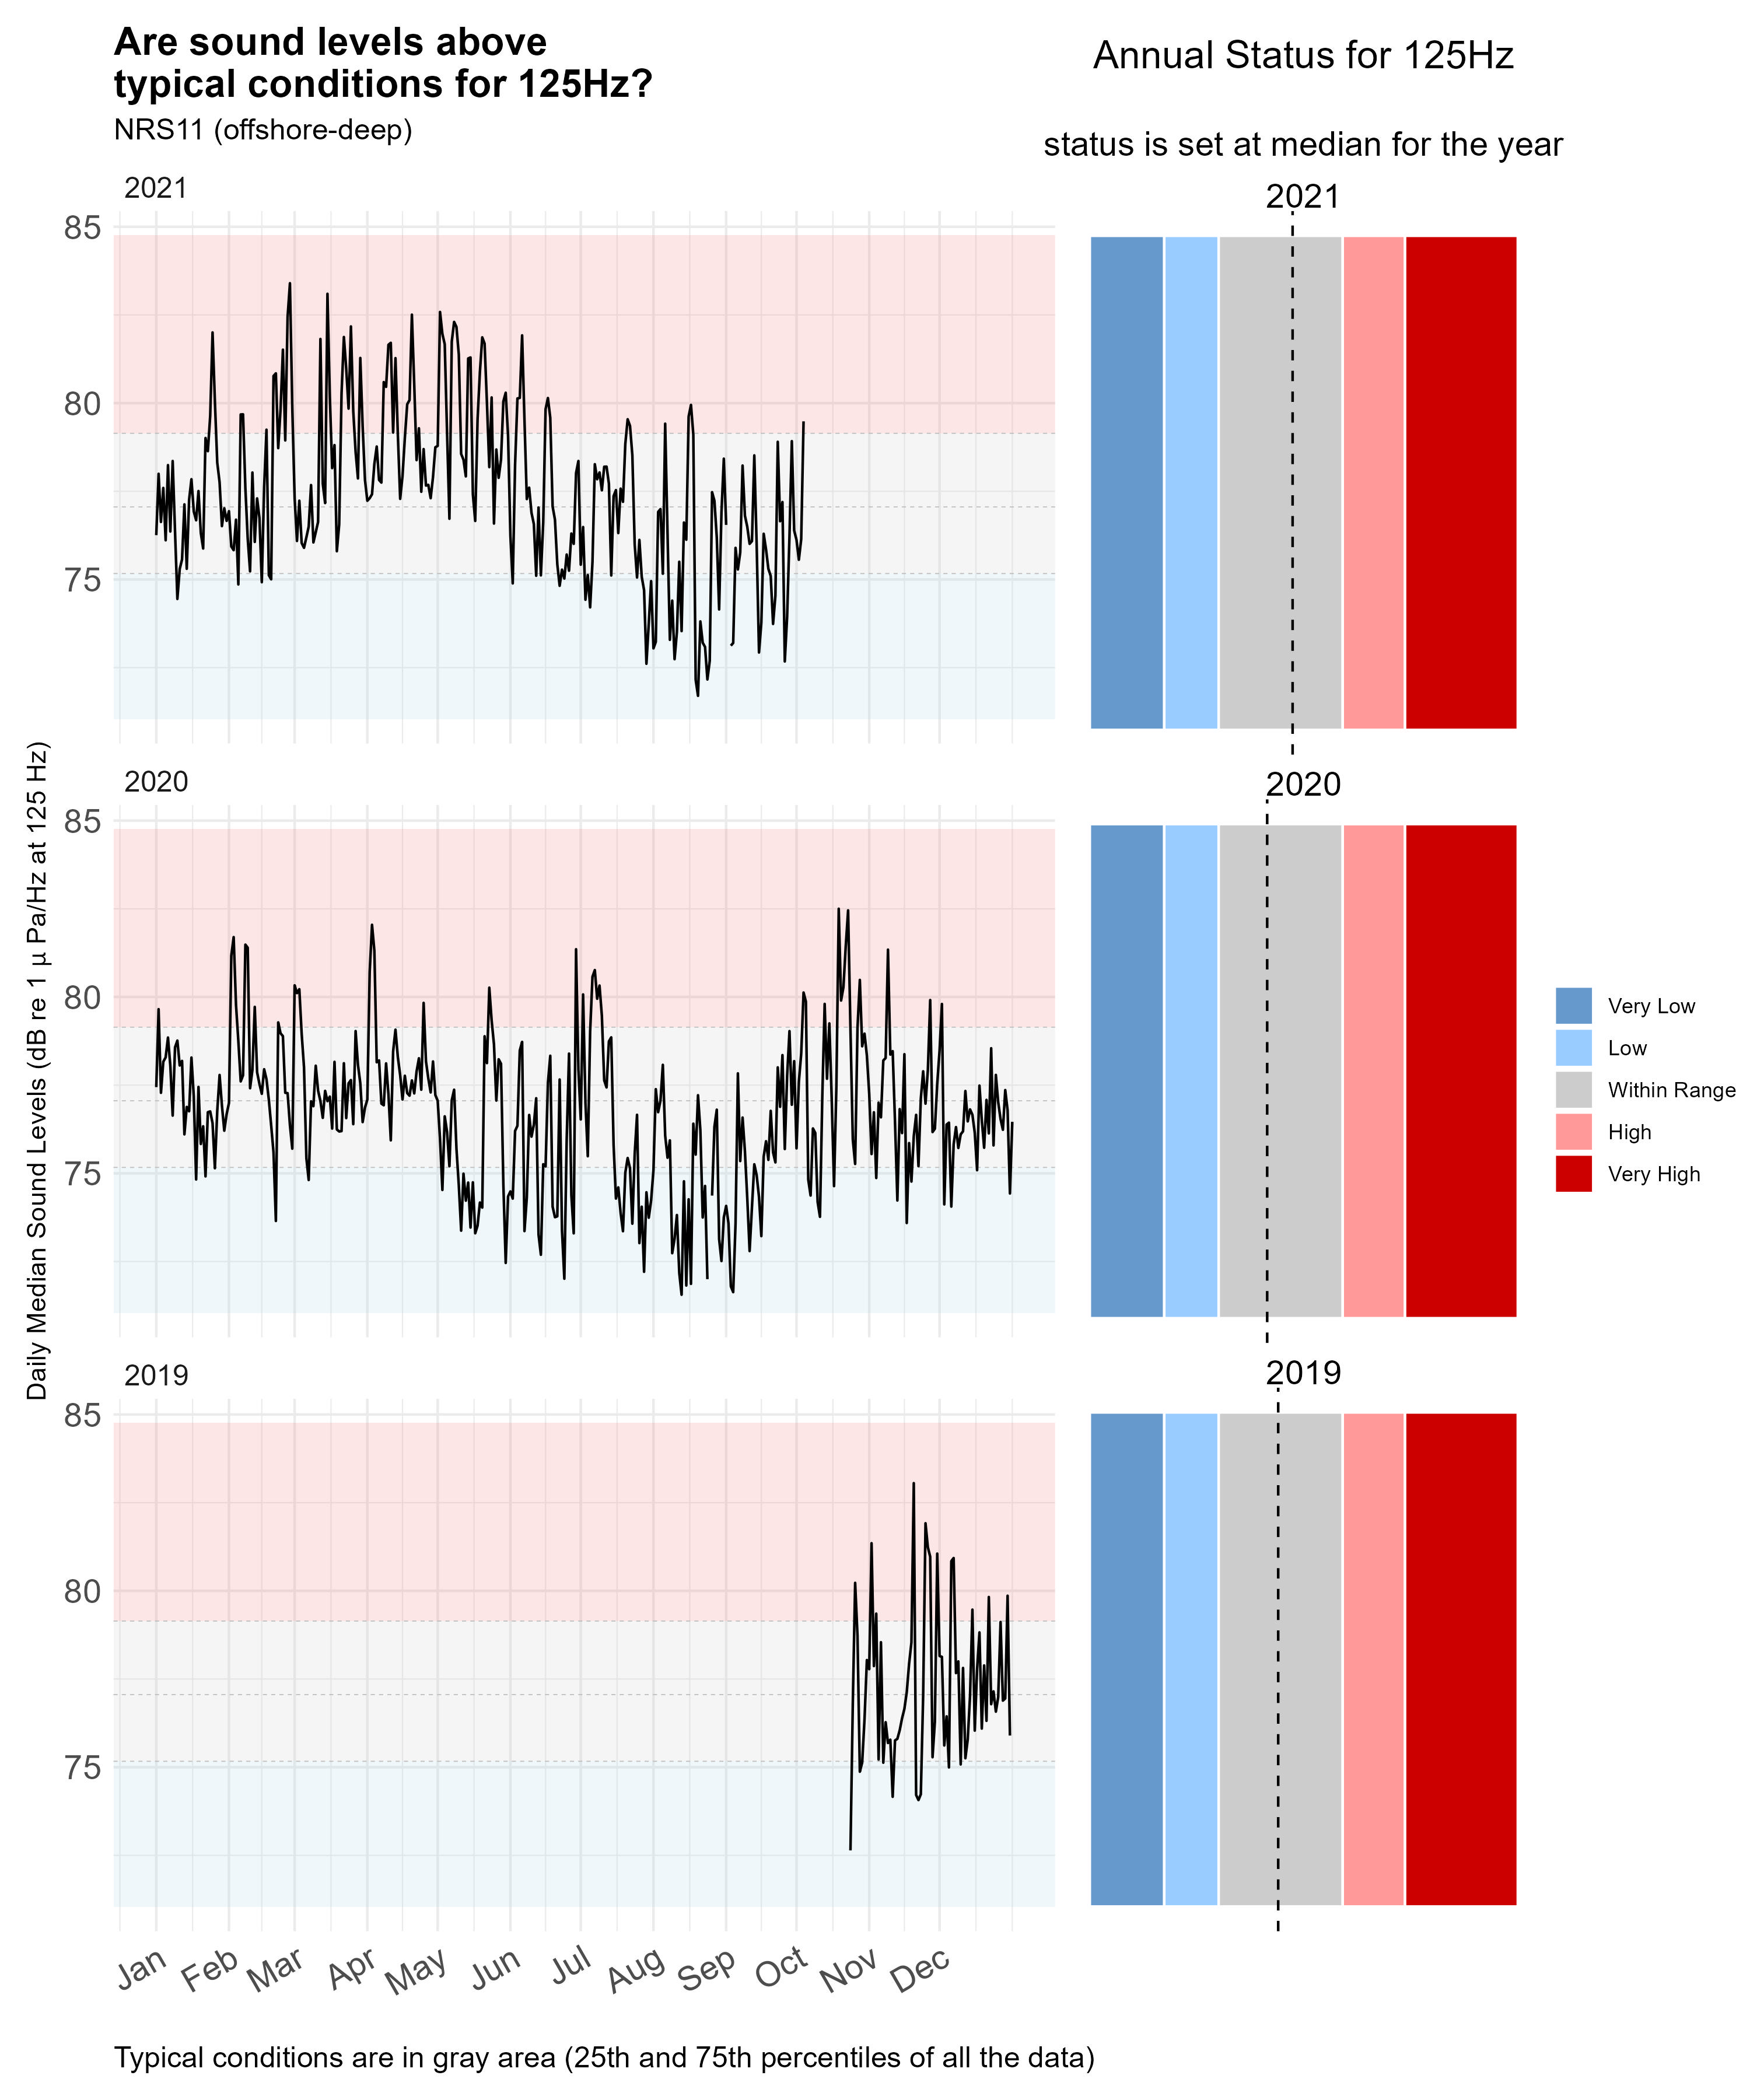 Are sound levels above
typical conditions for 125Hz?
NRS11 (offshore-deep)
Annual Status for 125Hz
status is set at median for the year
2021
85
80
75
2021
2020
85
80
75
2020
2019
85
80
75
2019
Daily Median Sound Levels (dB re 1 µ Pa/Hz at 125 Hz)
Jan Feb Mar Apr May Jun Jul Aug Sep Oct Nov Dec
Very Low
Low
Within Range
High
Very High
Typical conditions are in gray area (25th and 75th percentiles of all the data)